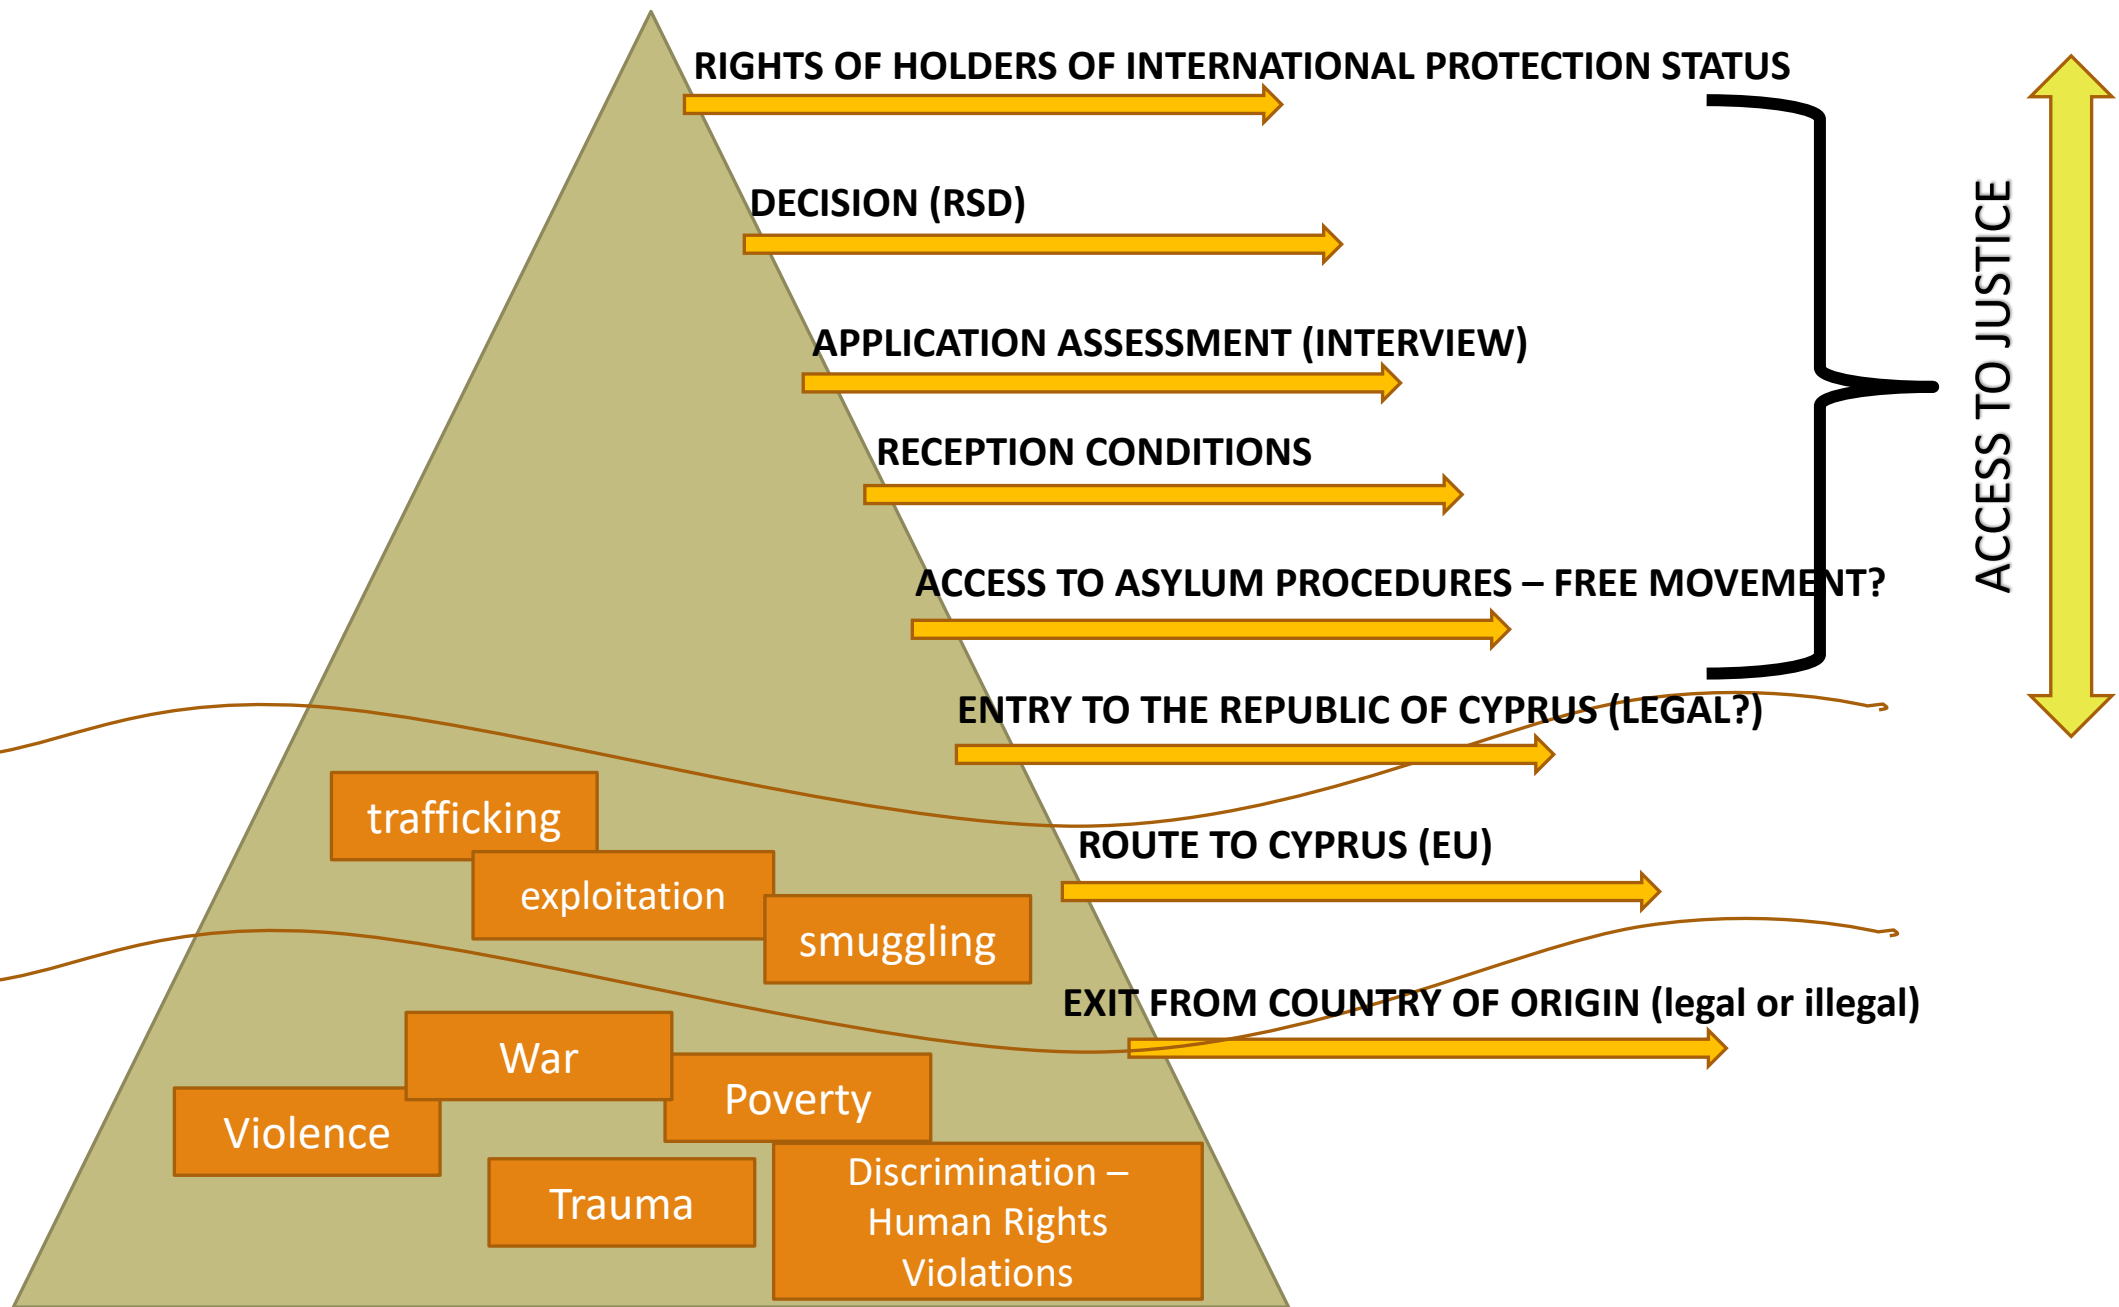 RIGHTS OF HOLDERS OF INTERNATIONAL PROTECTION STATUS
DECISION (RSD)
APPLICATION ASSESSMENT (INTERVIEW)
RECEPTION CONDITIONS
ACCESS TO ASYLUM PROCEDURES – FREE MOVEMENT?
ENTRY TO THE REPUBLIC OF CYPRUS (LEGAL?)
ROUTE TO CYPRUS (EU)
EXIT FROM COUNTRY OF ORIGIN (legal or illegal)
ACCESS TO JUSTICE
trafficking
exploitation
smuggling
War
Poverty
Violence
Trauma
Discrimination –
Human Rights
Violations